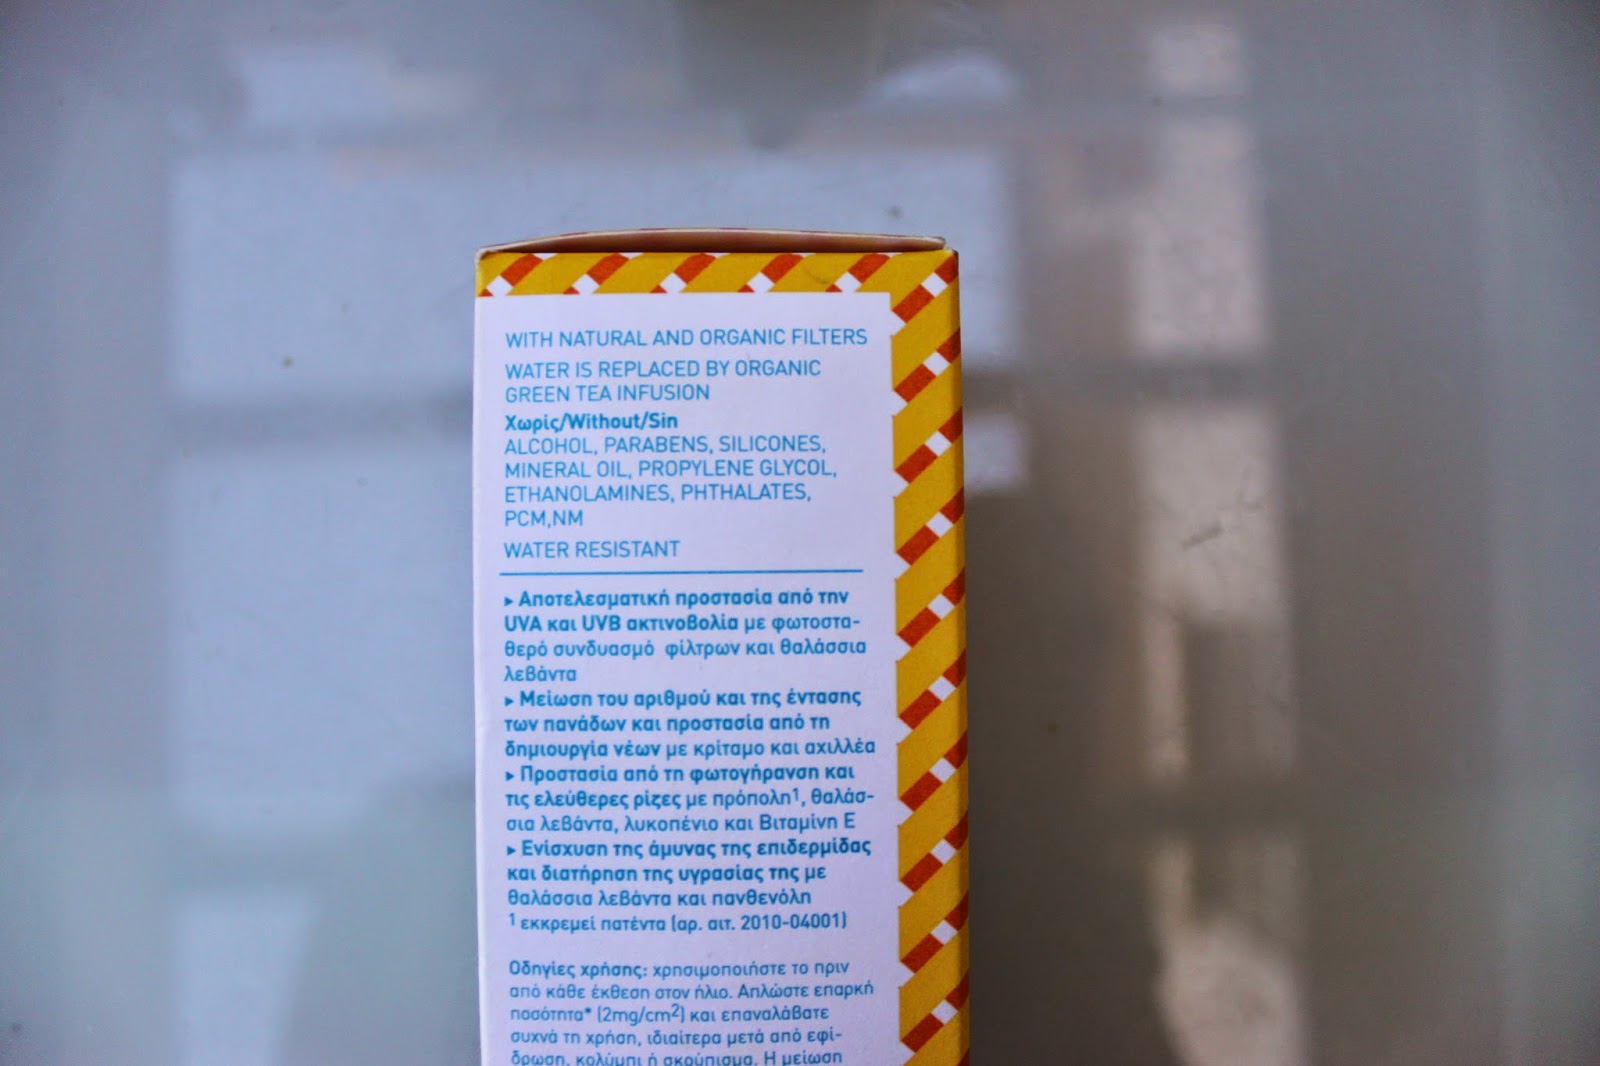 WITH NATURAL AND ORGANIC FILTERS
WATER IS REPLACED BY ORGANIC
GREEN TEA INFUSION
Χωρίς/Without/Sin
ALCOHOL, PARABENS, SILICONES,
MINERAL OIL, PROPYLENE GLYCOL,
ETHANOLAMINES, PHTHALATES,
PCM,NM
WATER RESISTANT
▸ Αποτελεσματική προστασία από την
UVA και UVB ακτινοβολία με φωτοστα-
θερό συνδυασμό φίλτρων και θαλάσσια
λεβάντα
▸ Μείωση του αριθμού και της έντασης
των πανάδων και προστασία από τη
δημιουργία νέων με κρίταμο και αχιλλέα
▸ Προστασία από τη φωτογήρανση και
τις ελεύθερες ρίζες με πρόπολη¹, θαλάσ-
σια λεβάντα, λυκοπένιο και Βιταμίνη Ε
▸ Ενίσχυση της άμυνας της επιδερμίδας
και διατήρηση της υγρασίας της με
θαλάσσια λεβάντα και πανθενόλη
¹ εκκρεμεί πατέντα (αρ. αιτ. 2010-04001)
Οδηγίες χρήσης: χρησιμοποιήστε το πριν
από κάθε έκθεση στον ήλιο. Απλώστε επαρκή
ποσότητα* (2mg/cm²) και επαναλάβατε
συχνά τη χρήση, ιδιαίτερα μετά από εφί-
δρωση, κολύμπι ή σκούπισμα. Η μείωση